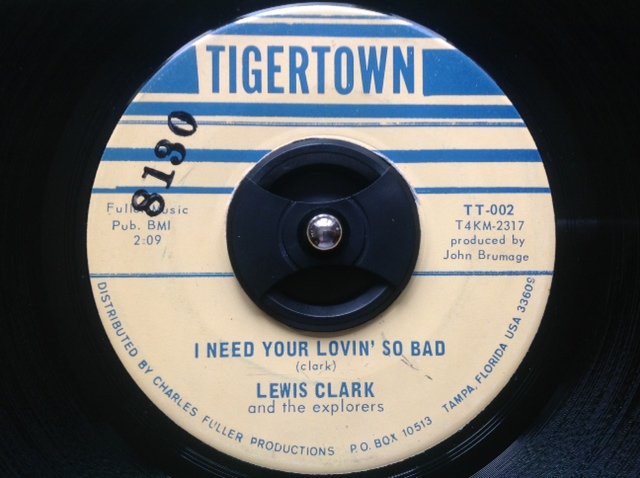 TIGERTOWN
8130
Fuller Music
Pub. BMI
2:09
TT-002
T4KM-2317
produced by
John Brumage
I NEED YOUR LOVIN' SO BAD
(clark)
LEWIS CLARK
and the explorers
DISTRIBUTED BY CHARLES FULLER PRODUCTIONS P.O. BOX 10513 TAMPA, FLORIDA USA 33609